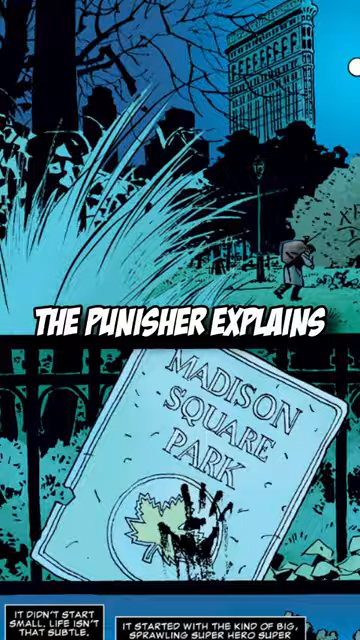 THE PUNISHER EXPLAINS
MADISON
SQUARE
PARK
IT DIDN'T START
SMALL. LIFE ISN'T
THAT SUBTLE.
IT STARTED WITH THE KIND OF BIG,
SPRAWLING SUPER HERO SUPER